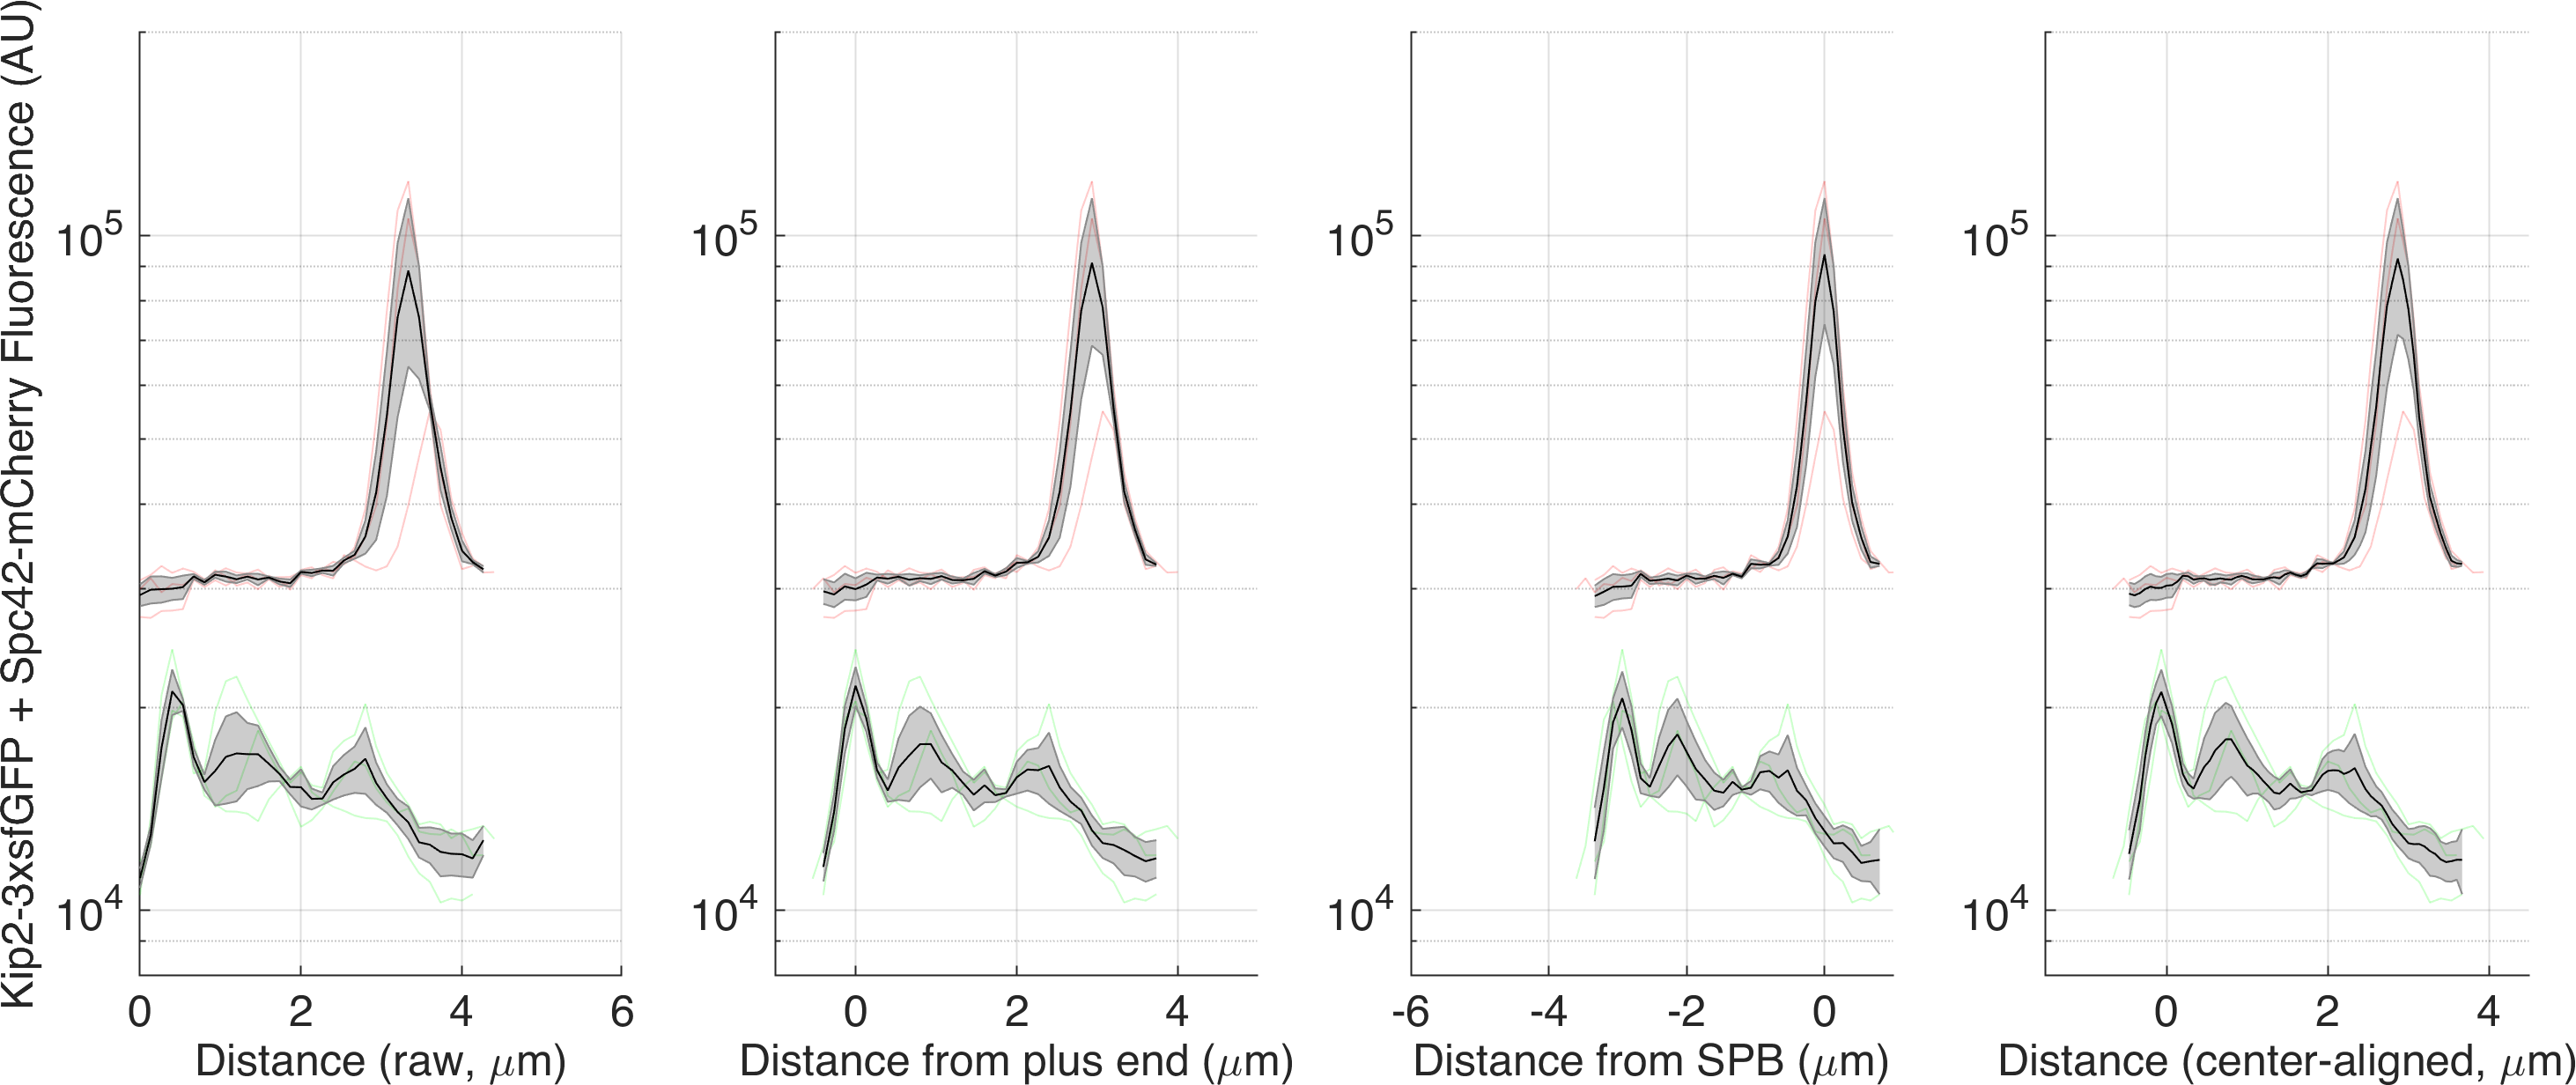 Kip2-3xsfGFP + Spc42-mCherry Fluorescence (AU)
10^5
10^4
0 2 4 6
Distance (raw, μm)
10^5
10^4
0 2 4
Distance from plus end (μm)
10^5
10^4
-6 -4 -2 0
Distance from SPB (μm)
10^5
10^4
0 2 4
Distance (center-aligned, μm)